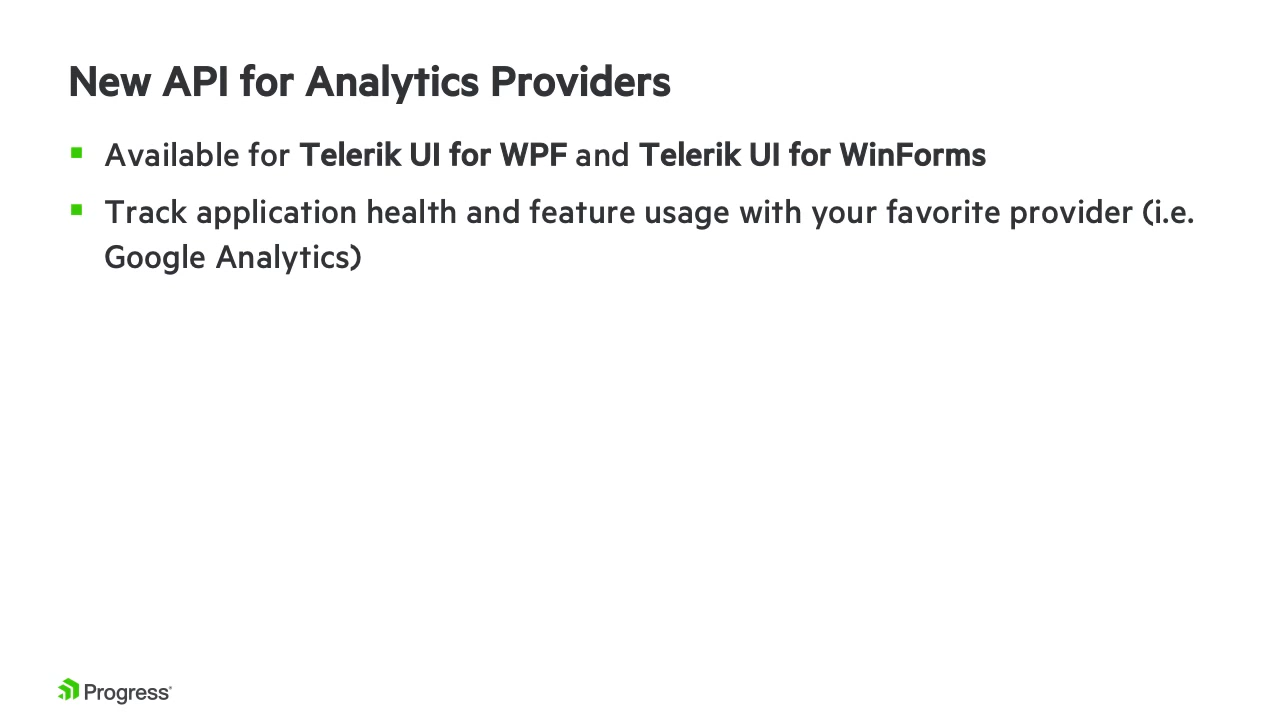 New API for Analytics Providers
Available for Telerik UI for WPF and Telerik UI for WinForms
Track application health and feature usage with your favorite provider (i.e.
Google Analytics)
Progress